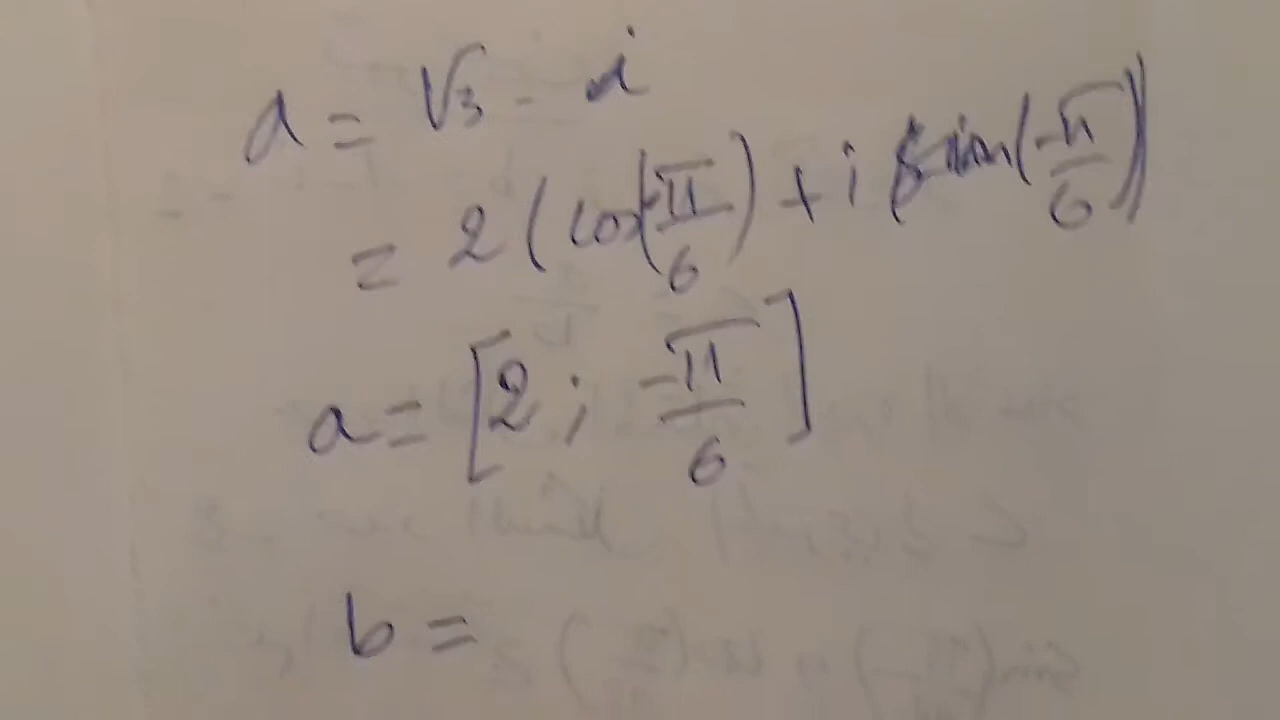 a = √3 - i
= 2 (cos(-π/6) + i sin(-π/6))
a = [2 ; -π/6]
b =